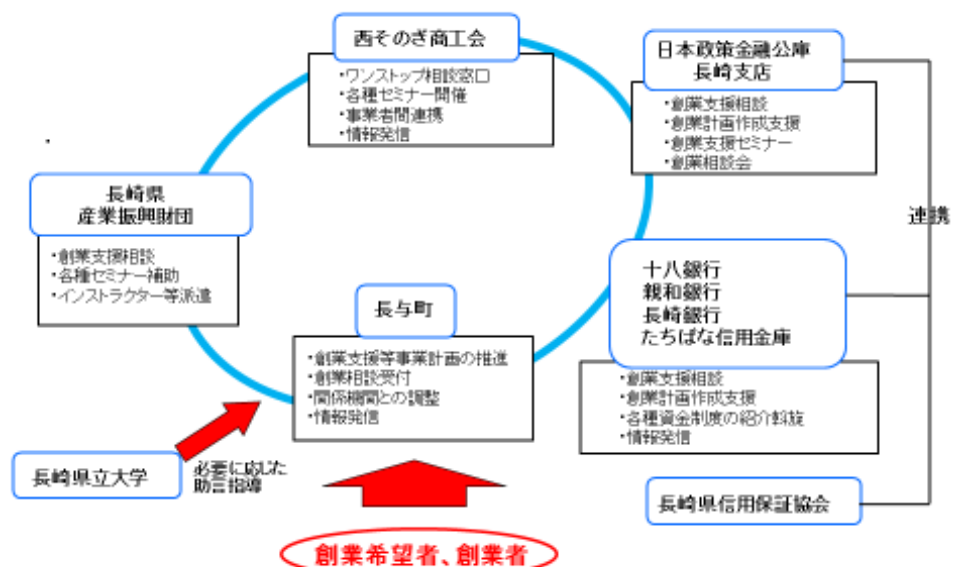 西そのぎ商工会
・ワンストップ相談窓口
・各種セミナー開催
・事業者間連携
・情報発信
日本政策金融公庫
長崎支店
・創業支援相談
・創業計画作成支援
・創業支援セミナー
・創業相談会
長崎県
産業振興財団
・創業支援相談
・各種セミナー補助
・インストラクター等派遣
連携
十八銀行
親和銀行
長崎銀行
たちばな信用金庫
・創業支援相談
・創業計画作成支援
・各種資金制度の紹介斡旋
・情報発信
長与町
・創業支援等事業計画の推進
・創業相談受付
・関係機関との調整
・情報発信
長崎県立大学
必要に応じた
助言指導
長崎県信用保証協会
創業希望者、創業者